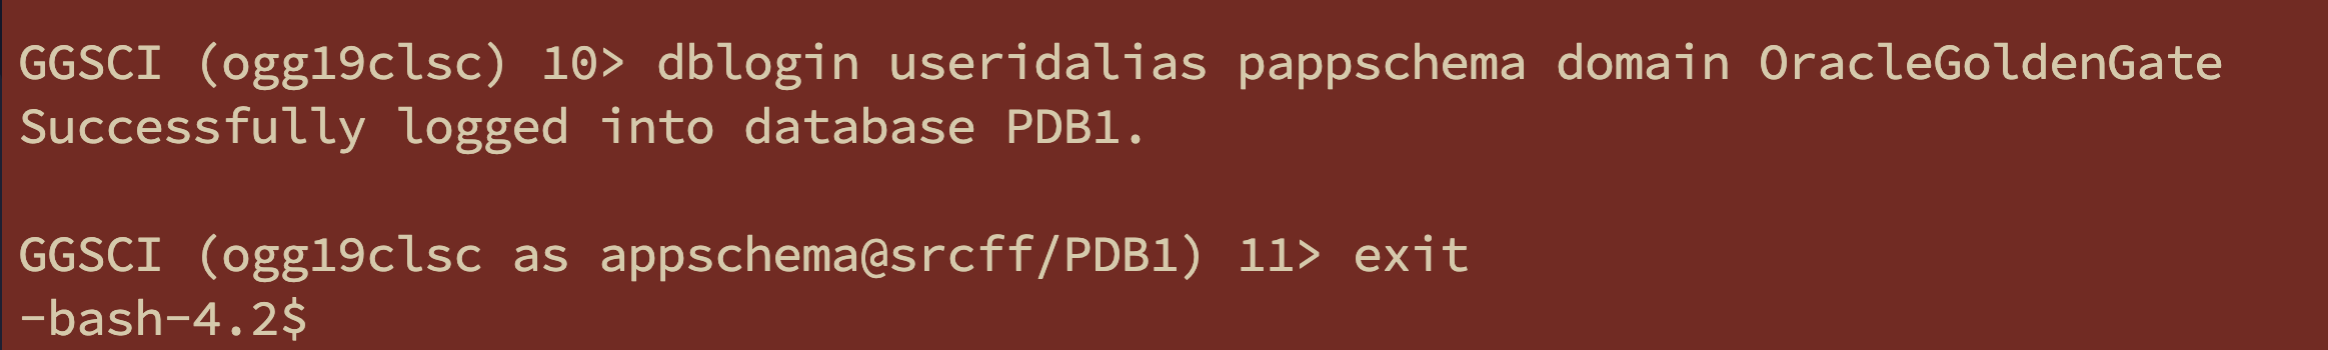 GGSCI (ogg19clsc) 10> dblogin useridalias pappschema domain OracleGoldenGate
Successfully logged into database PDB1.
GGSCI (ogg19clsc as appschema@srcff/PDB1) 11> exit
-bash-4.2$